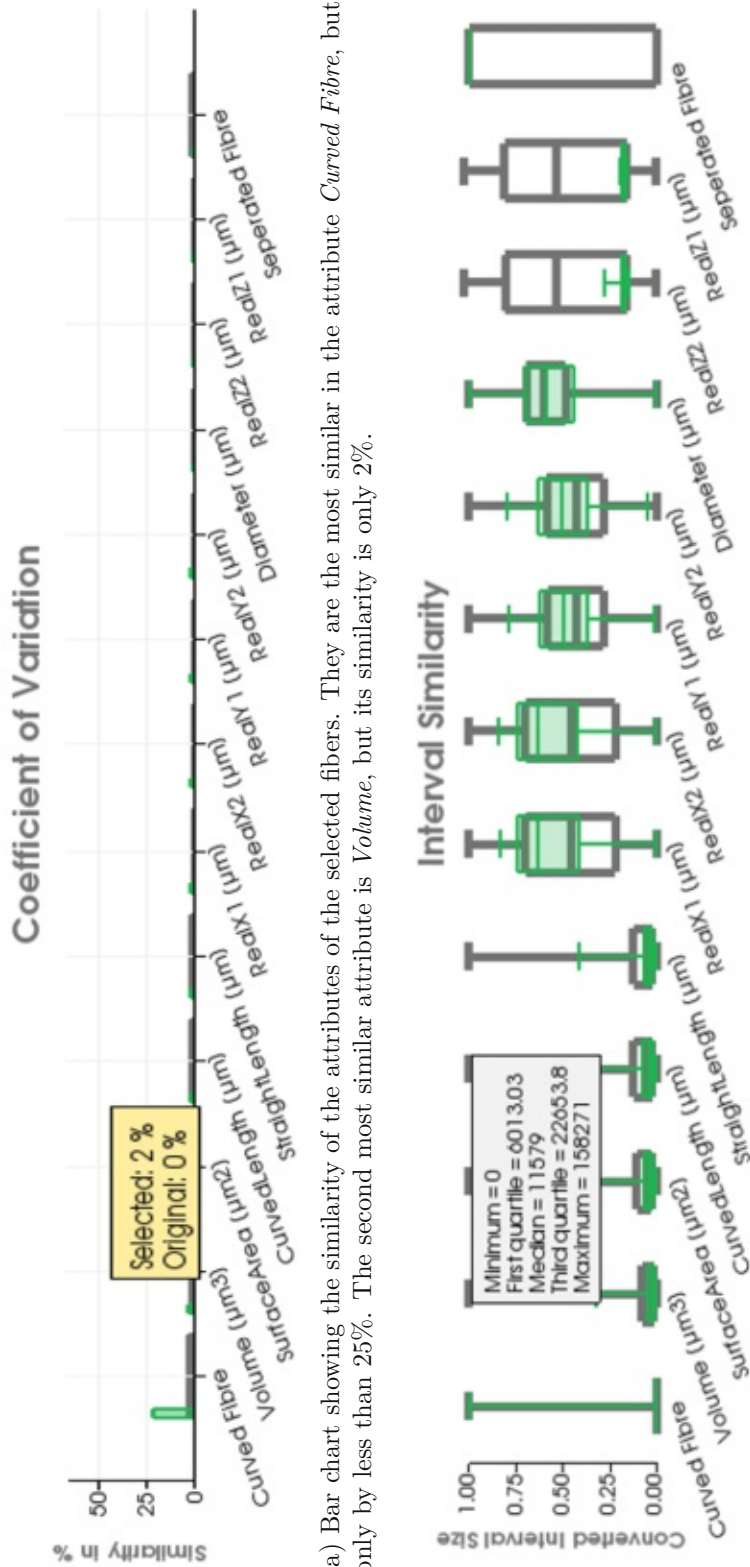 Coefficient of Variation
Similarity in %
50
25
0
Selected: 2 %
Original: 0 %
Curved Fibre
Volume (µm3)
SurfaceArea (µm2)
CurvedLength (µm)
StraightLength (µm)
RealX1 (µm)
RealX2 (µm)
RealY1 (µm)
RealY2 (µm)
Diameter (µm)
RealZ2 (µm)
RealZ1 (µm)
Seperated Fibre
a) Bar chart showing the similarity of the attributes of the selected fibers. They are the most similar in the attribute Curved Fibre, but
only by less than 25%. The second most similar attribute is Volume, but its similarity is only 2%.
Interval Similarity
Converted Interval Size
1.00
0.75
0.50
0.25
0.00
Minimum = 0
First quartile = 6013.03
Median = 11579
Third quartile = 22653.8
Maximum = 158271
Curved Fibre
Volume (µm3)
SurfaceArea (µm2)
CurvedLength (µm)
StraightLength (µm)
RealX1 (µm)
RealX2 (µm)
RealY1 (µm)
RealY2 (µm)
Diameter (µm)
RealZ2 (µm)
RealZ1 (µm)
Seperated Fibre